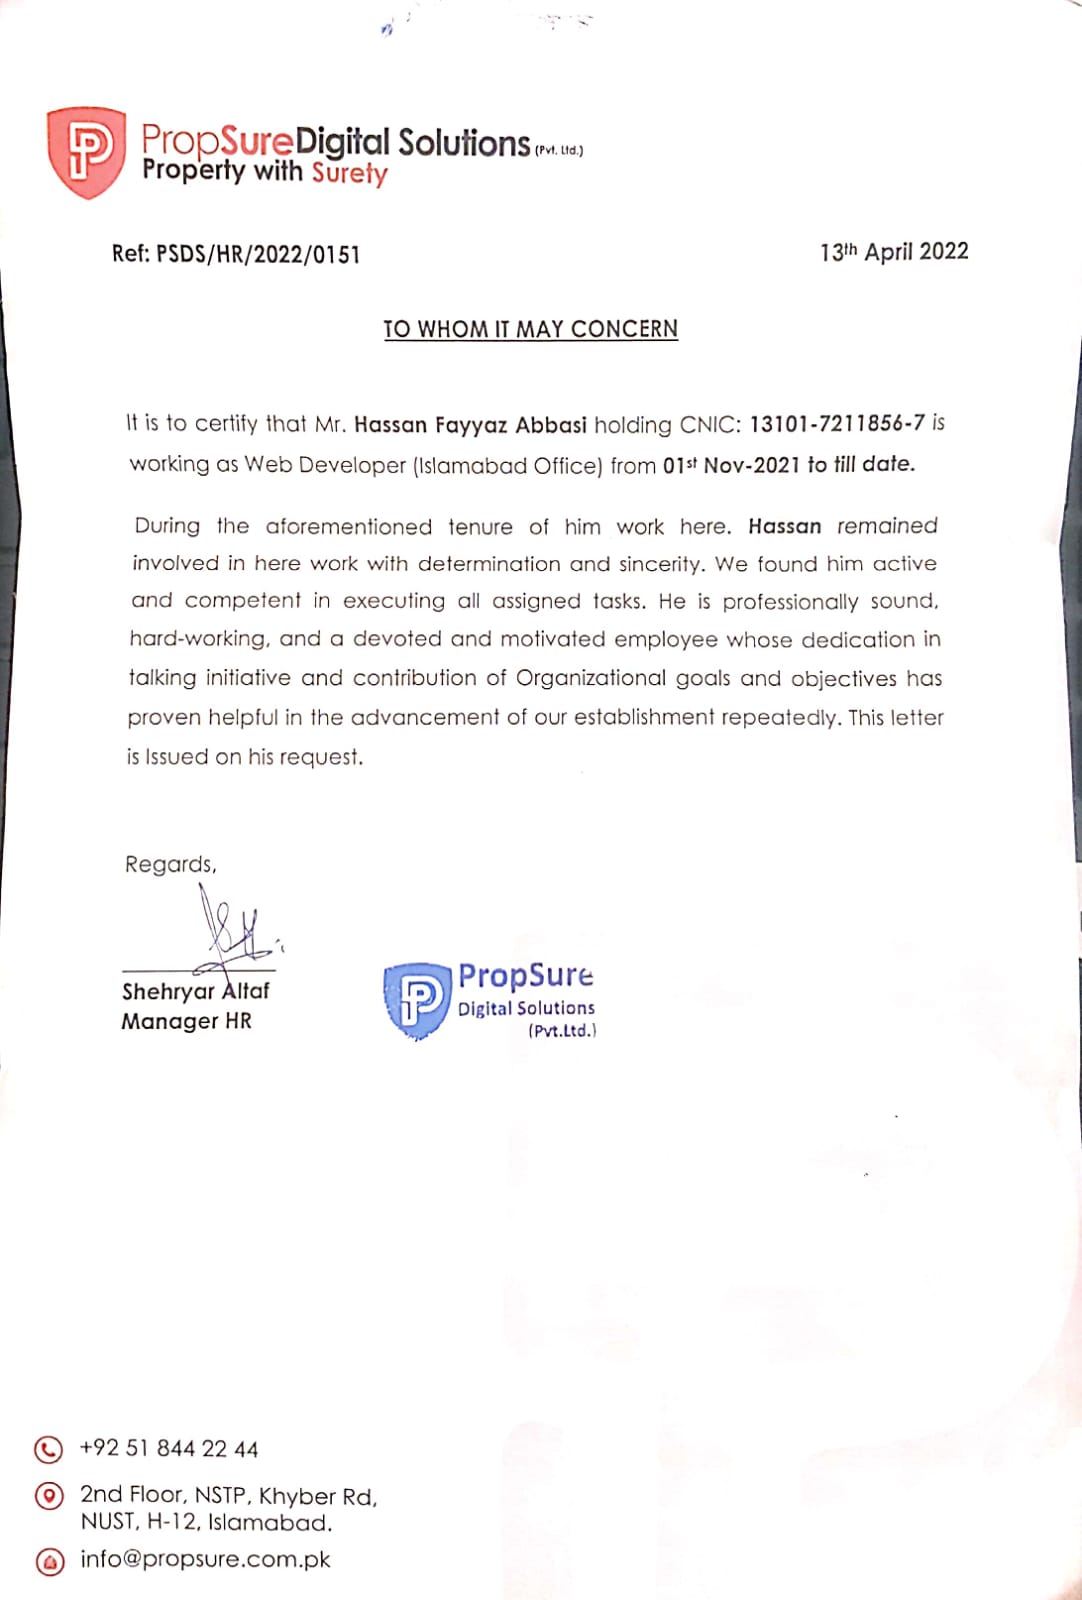 PropSure Digital Solutions (Pvt. Ltd.)
Property with Surety
Ref: PSDS/HR/2022/0151
13th April 2022
TO WHOM IT MAY CONCERN
It is to certify that Mr. Hassan Fayyaz Abbasi holding CNIC: 13101-7211856-7 is
working as Web Developer (Islamabad Office) from 01st Nov-2021 to till date.
During the aforementioned tenure of him work here. Hassan remained
involved in here work with determination and sincerity. We found him active
and competent in executing all assigned tasks. He is professionally sound,
hard-working, and a devoted and motivated employee whose dedication in
talking initiative and contribution of Organizational goals and objectives has
proven helpful in the advancement of our establishment repeatedly. This letter
is Issued on his request.
Regards,
Shehryar Altaf
Manager HR
PropSure
Digital Solutions
(Pvt.Ltd.)
+92 51 844 22 44
2nd Floor, NSTP, Khyber Rd,
NUST, H-12, Islamabad.
info@propsure.com.pk